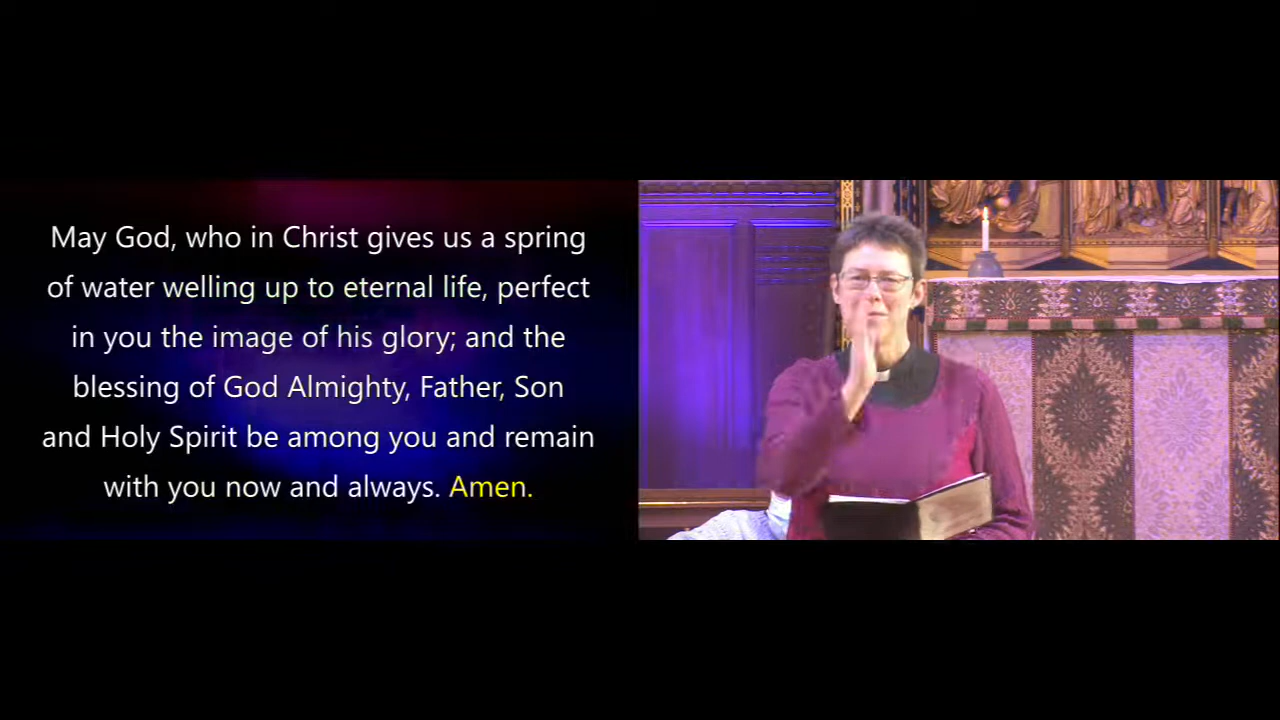 May God, who in Christ gives us a spring
of water welling up to eternal life, perfect
in you the image of his glory; and the
blessing of God Almighty, Father, Son
and Holy Spirit be among you and remain
with you now and always. Amen.